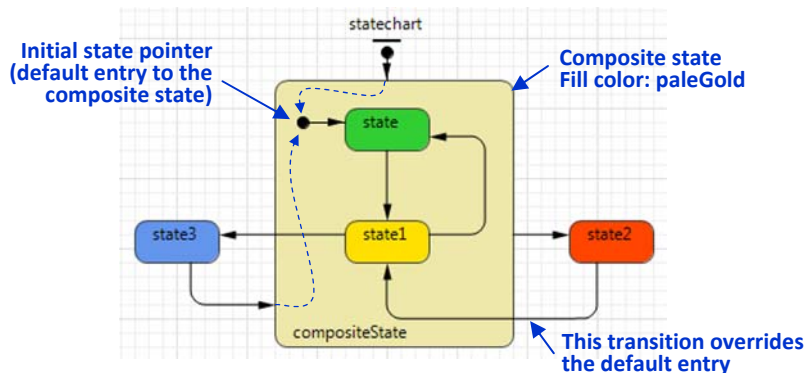 statechart
Initial state pointer
(default entry to the
composite state)
Composite state
Fill color: paleGold
state
state3
state1
state2
compositeState
This transition overrides
the default entry